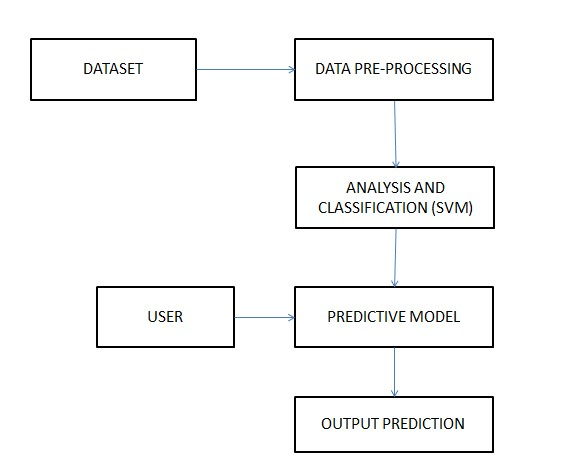 DATASET
DATA PRE-PROCESSING
ANALYSIS AND
CLASSIFICATION (SVM)
USER
PREDICTIVE MODEL
OUTPUT PREDICTION